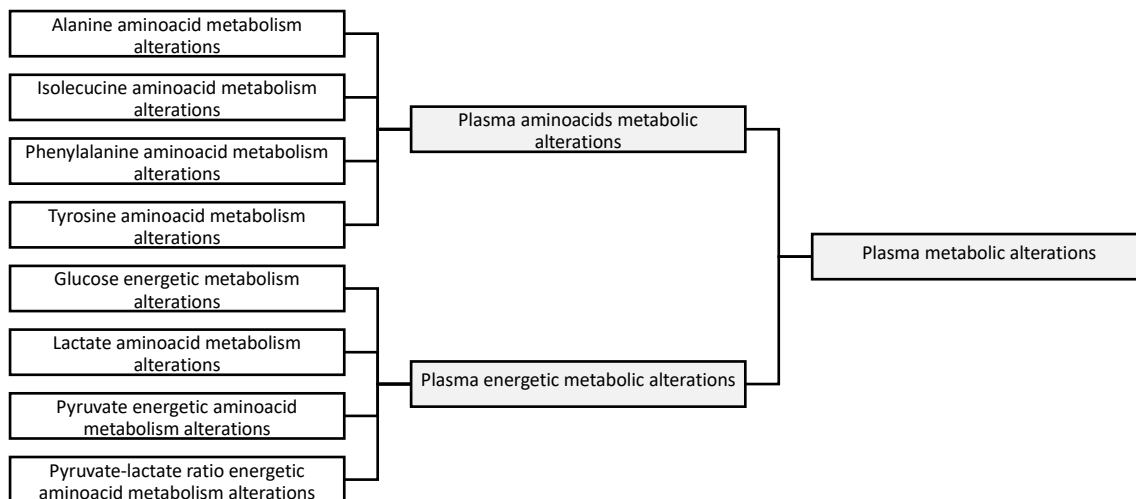 Alanine aminoacid metabolism
alterations
Isolecucine aminoacid metabolism
alterations
Phenylalanine aminoacid metabolism
alterations
Tyrosine aminoacid metabolism
alterations
Glucose energetic metabolism
alterations
Lactate aminoacid metabolism
alterations
Pyruvate energetic aminoacid
metabolism alterations
Pyruvate-lactate ratio energetic
aminoacid metabolism alterations
Plasma aminoacids metabolic
alterations
Plasma energetic metabolic alterations
Plasma metabolic alterations